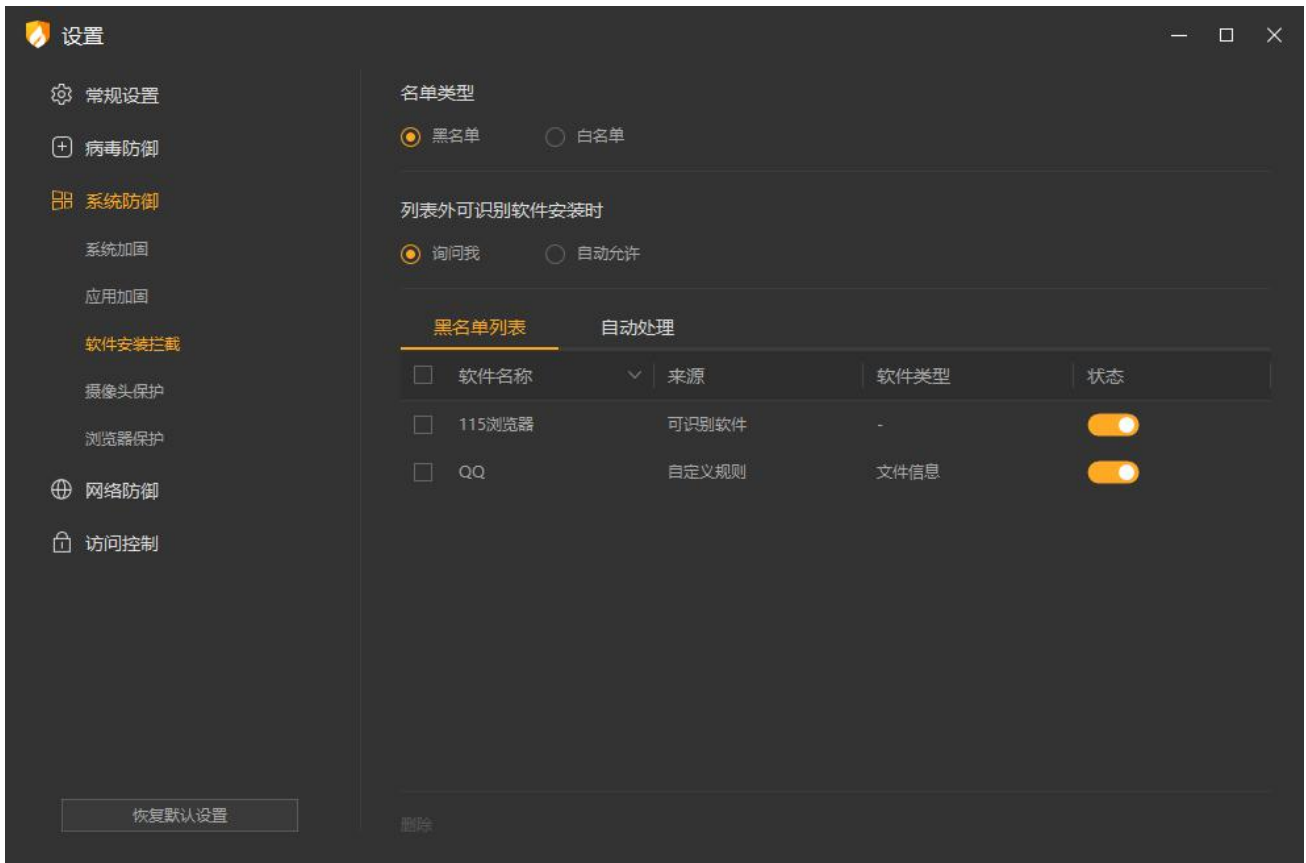 设置
常规设置
病毒防御
系统防御
系统加固
应用加固
软件安装拦截
摄像头保护
浏览器保护
网络防御
访问控制
恢复默认设置
名单类型
黑名单 白名单
列表外可识别软件安装时
询问我 自动允许
黑名单列表 自动处理
软件名称 来源 软件类型 状态
115浏览器 可识别软件 -
QQ 自定义规则 文件信息
删除